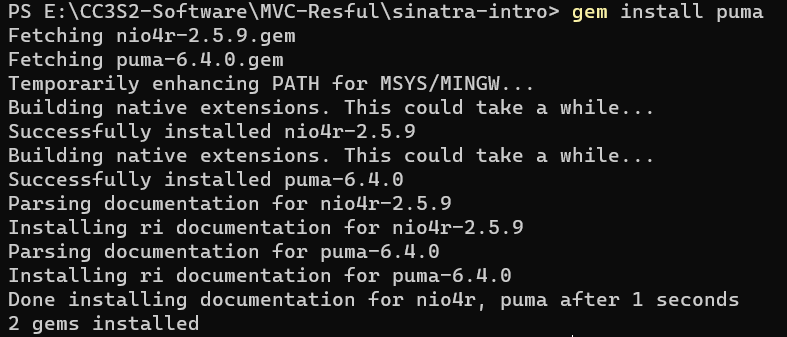 PS E:\CC3S2-Software\MVC-Resful\sinatra-intro> gem install puma
Fetching nio4r-2.5.9.gem
Fetching puma-6.4.0.gem
Temporarily enhancing PATH for MSYS/MINGW...
Building native extensions. This could take a while...
Successfully installed nio4r-2.5.9
Building native extensions. This could take a while...
Successfully installed puma-6.4.0
Parsing documentation for nio4r-2.5.9
Installing ri documentation for nio4r-2.5.9
Parsing documentation for puma-6.4.0
Installing ri documentation for puma-6.4.0
Done installing documentation for nio4r, puma after 1 seconds
2 gems installed